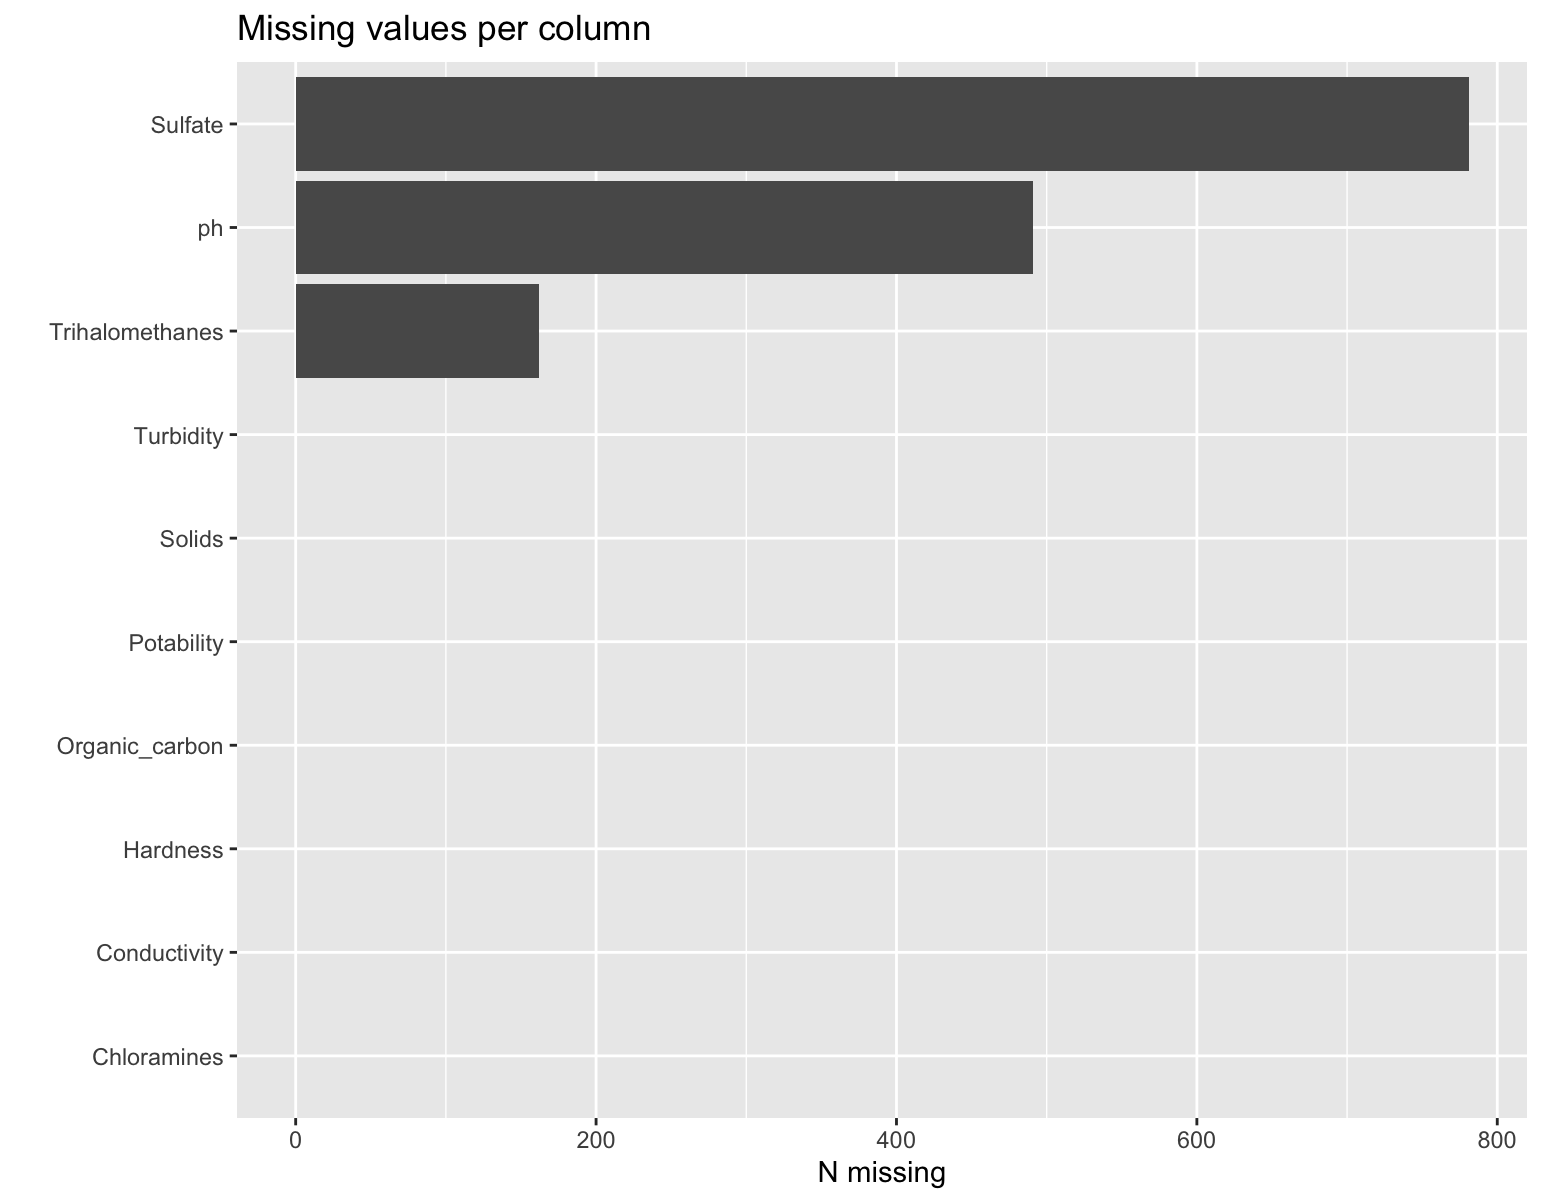 Missing values per column
Sulfate
ph
Trihalomethanes
Turbidity
Solids
Potability
Organic_carbon
Hardness
Conductivity
Chloramines
0 200 400 600 800
N missing